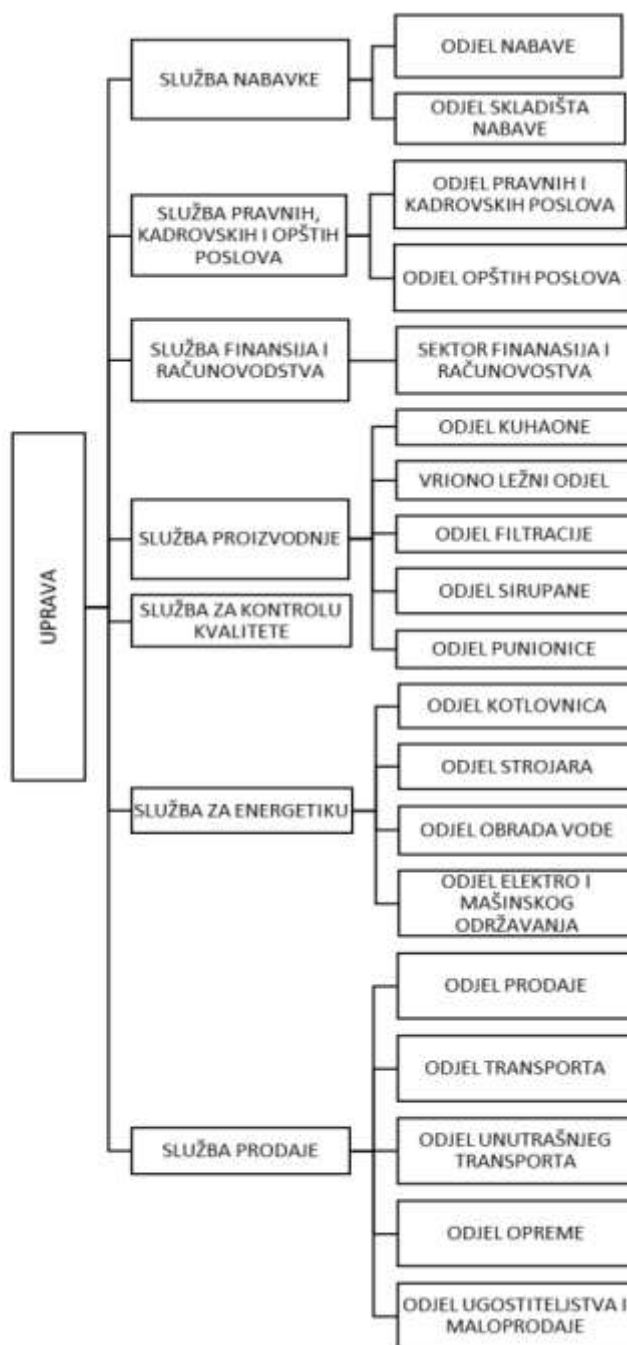 UPRAVA
SLUŽBA NABAVKE
ODJEL NABAVE
ODJEL SKLADIŠTA
NABAVE
SLUŽBA PRAVNIH,
KADROVSKIH I OPŠTIH
POSLOVA
ODJEL PRAVNIH I
KADROVSKIH POSLOVA
ODJEL OPŠTIH POSLOVA
SLUŽBA FINANSIJA I
RAČUNOVODSTVA
SEKTOR FINANASIJA I
RAČUNOVOSTVA
SLUŽBA PROIZVODNJE
ODJEL KUHAONE
VRIONO LEŽNI ODJEL
ODJEL FILTRACIJE
ODJEL SIRUPANE
ODJEL PUNIONICE
SLUŽBA ZA KONTROLU
KVALITETE
SLUŽBA ZA ENERGETIKU
ODJEL KOTLOVNICA
ODJEL STROJARA
ODJEL OBRADA VODE
ODJEL ELEKTRO I
MAŠINSKOG
ODRŽAVANJA
SLUŽBA PRODAJE
ODJEL PRODAJE
ODJEL TRANSPORTA
ODJEL UNUTRAŠNJEG
TRANSPORTA
ODJEL OPREME
ODJEL UGOSTITELJSTVA I
MALOPRODAJE